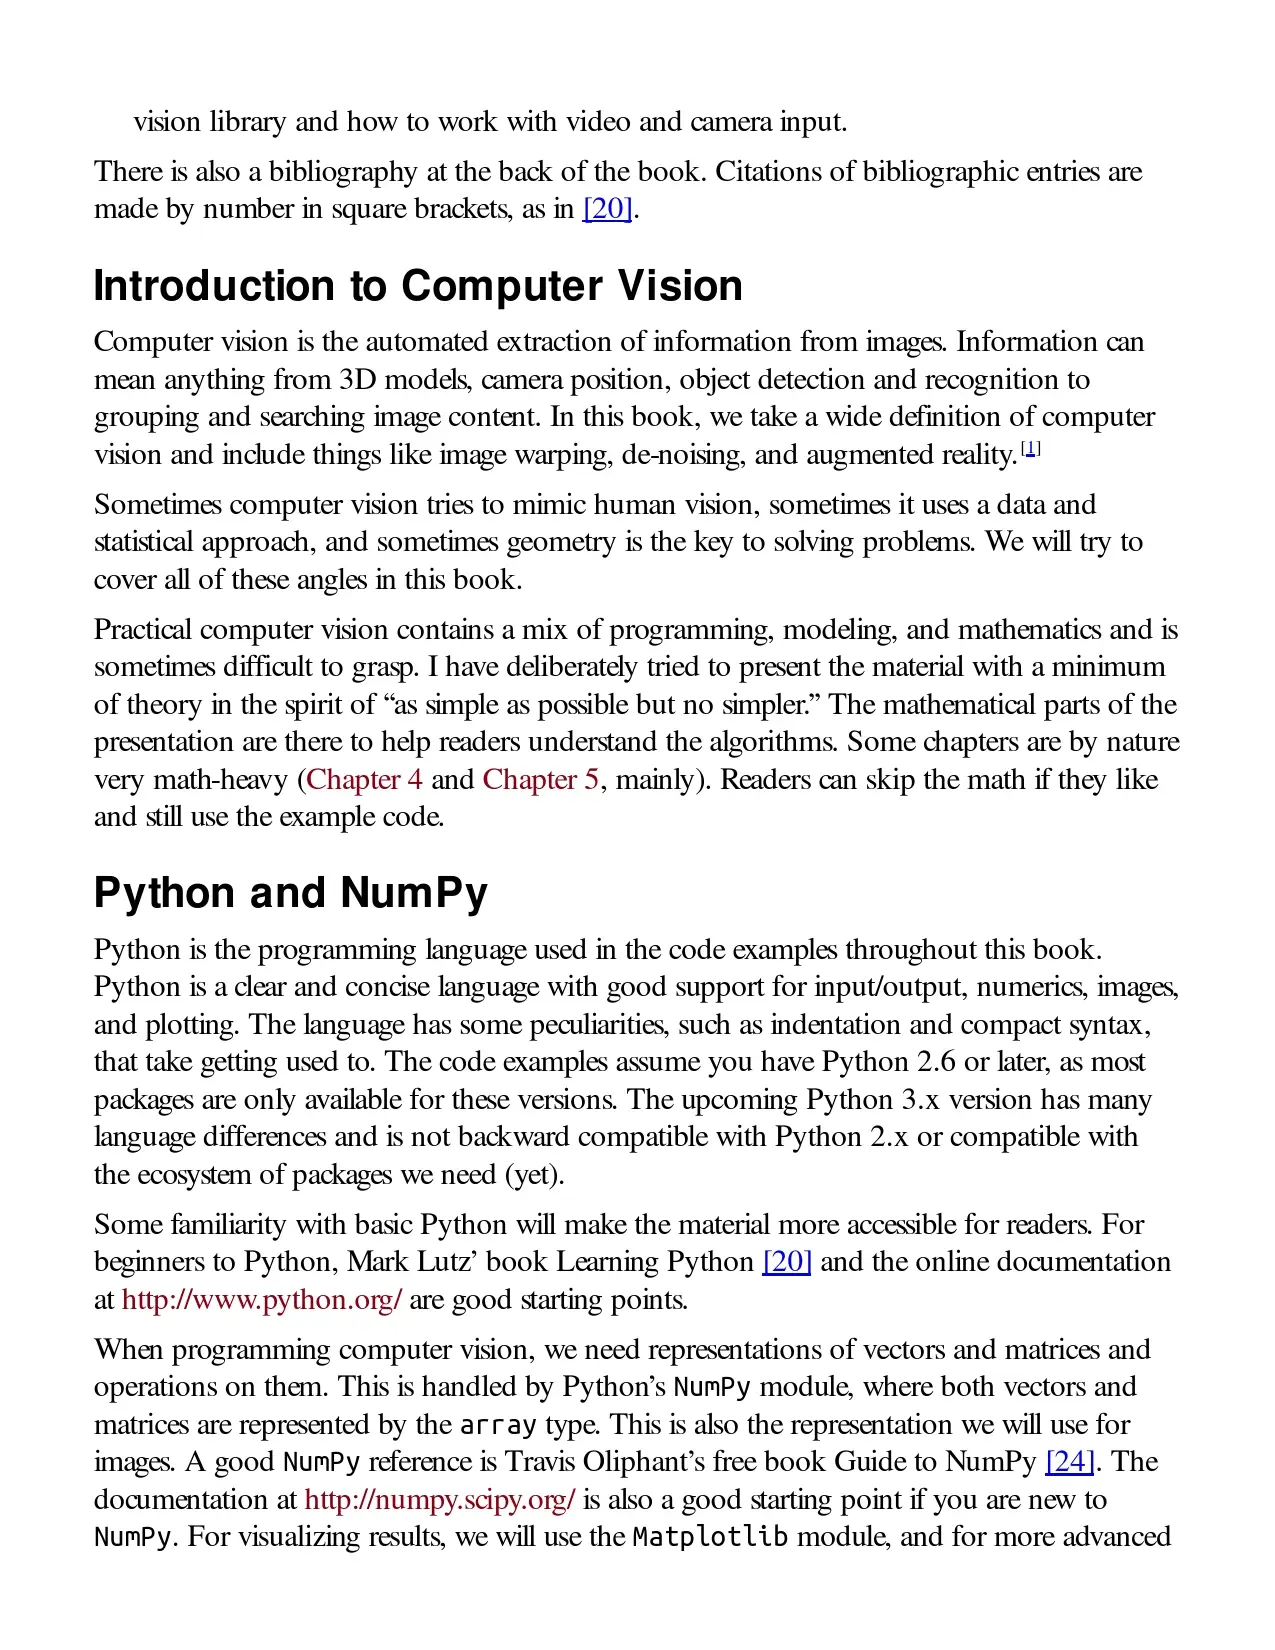 vision library and how to work with video and camera input.
There is also a bibliography at the back of the book. Citations of bibliographic entries are
made by number in square brackets, as in [20].
Introduction to Computer Vision
Computer vision is the automated extraction of information from images. Information can
mean anything from 3D models, camera position, object detection and recognition to
grouping and searching image content. In this book, we take a wide definition of computer
vision and include things like image warping, de-noising, and augmented reality.[1]
Sometimes computer vision tries to mimic human vision, sometimes it uses a data and
statistical approach, and sometimes geometry is the key to solving problems. We will try to
cover all of these angles in this book.
Practical computer vision contains a mix of programming, modeling, and mathematics and is
sometimes difficult to grasp. I have deliberately tried to present the material with a minimum
of theory in the spirit of “as simple as possible but no simpler.” The mathematical parts of the
presentation are there to help readers understand the algorithms. Some chapters are by nature
very math-heavy (Chapter 4 and Chapter 5, mainly). Readers can skip the math if they like
and still use the example code.
Python and NumPy
Python is the programming language used in the code examples throughout this book.
Python is a clear and concise language with good support for input/output, numerics, images,
and plotting. The language has some peculiarities, such as indentation and compact syntax,
that take getting used to. The code examples assume you have Python 2.6 or later, as most
packages are only available for these versions. The upcoming Python 3.x version has many
language differences and is not backward compatible with Python 2.x or compatible with
the ecosystem of packages we need (yet).
Some familiarity with basic Python will make the material more accessible for readers. For
beginners to Python, Mark Lutz’ book Learning Python [20] and the online documentation
at http://www.python.org/ are good starting points.
When programming computer vision, we need representations of vectors and matrices and
operations on them. This is handled by Python’s NumPy module, where both vectors and
matrices are represented by the array type. This is also the representation we will use for
images. A good NumPy reference is Travis Oliphant’s free book Guide to NumPy [24]. The
documentation at http://numpy.scipy.org/ is also a good starting point if you are new to
NumPy. For visualizing results, we will use the Matplotlib module, and for more advanced